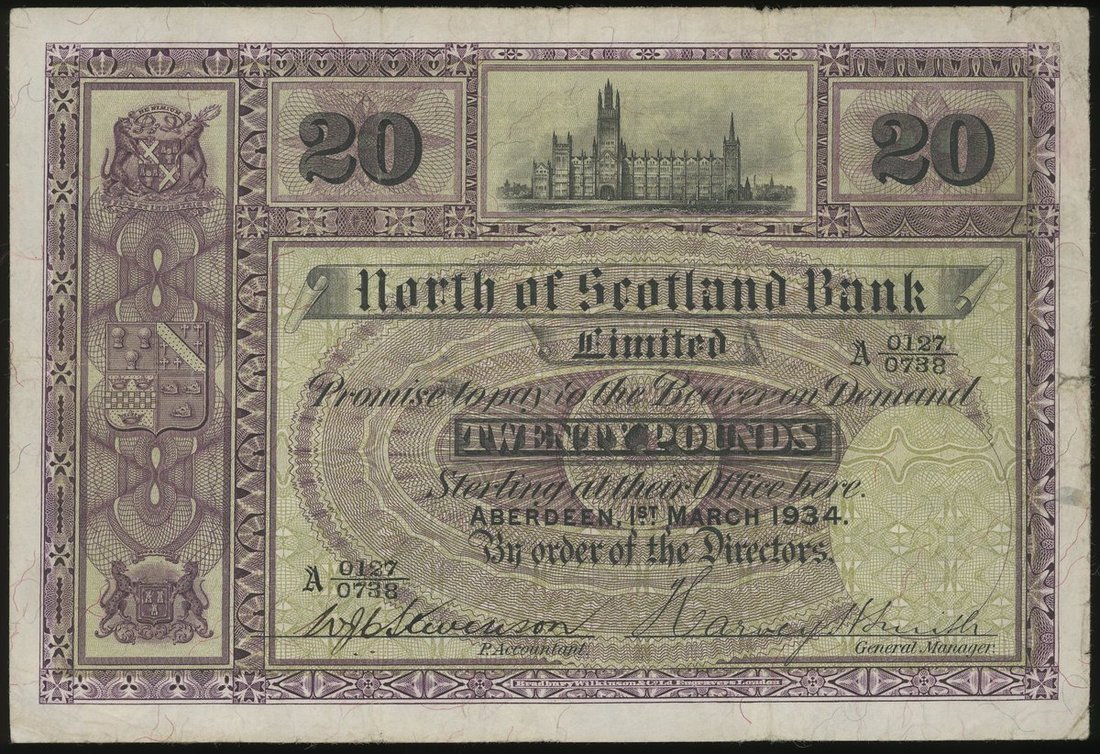 20
20
North of Scotland Bank
Limited
A 0127
0738
Promise to pay to the Bearer on Demand
TWENTY POUNDS
Sterling at their Office here.
ABERDEEN, 1ST MARCH 1934.
By order of the Directors.
A 0127
0738
Harvey H Smith
P. Accountant
General Manager.
Bradbury Wilkinson & Co Ld Engravers London